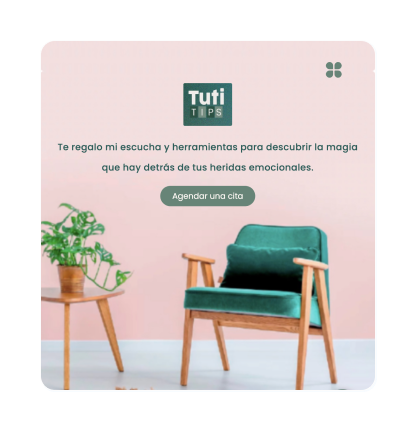 Tuti
TIPS
Te regalo mi escucha y herramientas para descubrir la magia
que hay detrás de tus heridas emocionales.
Agendar una cita